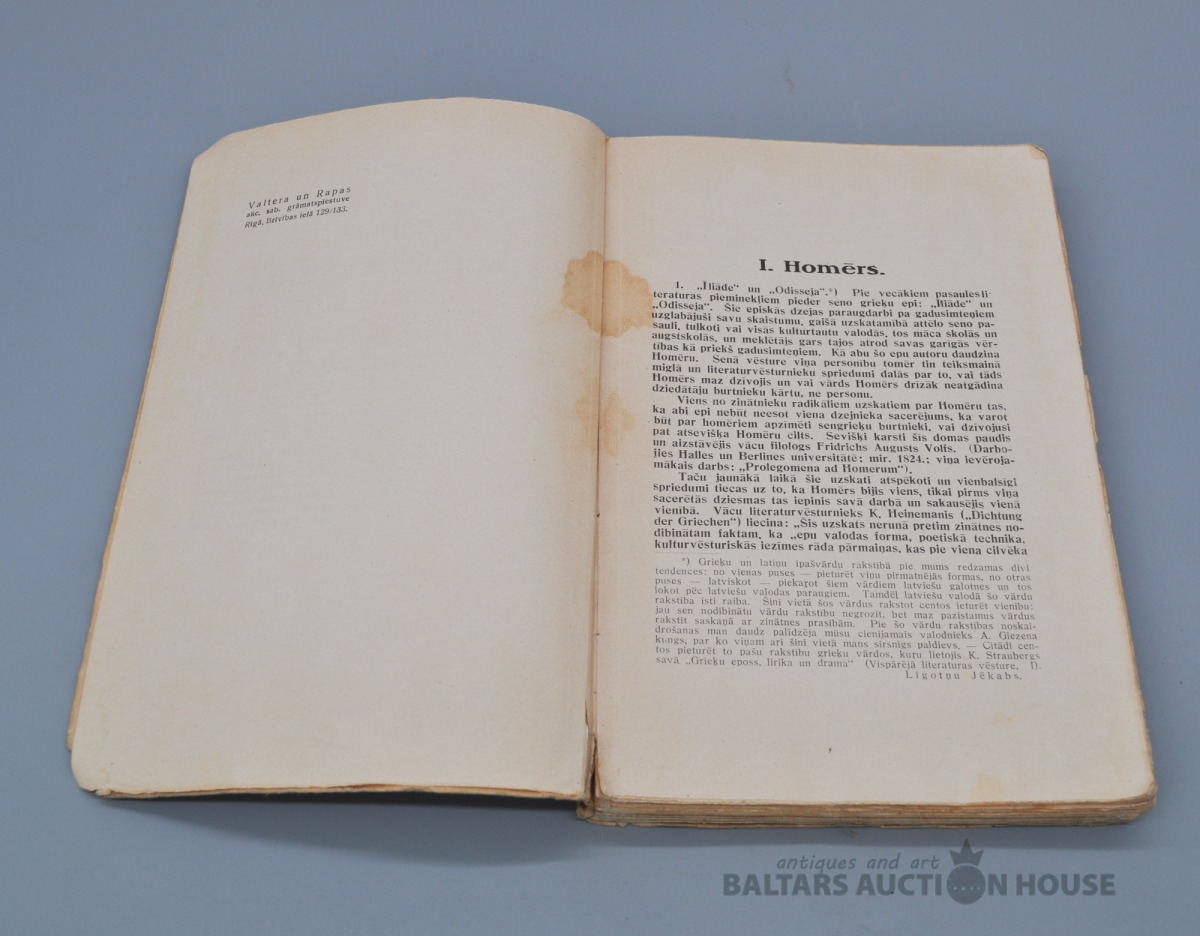 Valtera un Rapas
akc. sab. grāmatspiestuve
Rīgā, Brīvības ielā 129/133.
I. Homērs.
1. „Iliāde“ un „Odisseja“.*) Pie vecākiem pasaules li-
teraturas piemineķļiem pieder seno grieķu epi: „Iliāde“ un
„Odisseja“. Šie episkās dzejas paraugdarbi pa gadusimteņiem
uzglabājuši savu skaistumu, gaišā uzskatamībā attēlo seno pa-
sauli, tulkoti vai visās kulturtautu valodās, tos māca skolās un
augstskolās, un meklētājs gars tajos atrod savas garīgās vēr-
tības kā priekš gadusimteņiem. Kā abu šo epu autoru daudzina
Homēru. Senā vēsture viņa personību tomēr tin teiksmainā
miglā un literaturvēsturnieku spriedumi dalās par to, vai tāds
Homērs maz dzīvojis un vai vārds Homērs drīzāk neatgādina
dziedātāju burtnieku kārtu, ne personu.
Viens no zinātnieku radikāliem uzskatiem par Homēru tas,
ka abi epi nebūt neesot viena dzejnieka sacerējums, ka varot
būt par homēriem apzīmēti sengrieķu burtnieki, vai dzīvojusi
pat atsevišķa Homēru cilts. Sevišķi karsti šīs domas paudis
un aizstāvējis vācu filologs Fridrichs Augusts Volfs. (Darbo-
jies Halles un Berlines universitātē; mir. 1824.; viņa ievēroja-
mākais darbs: „Prolegomena ad Homerum“).
Taču jaunākā laikā šie uzskati atspēkoti un vienbalsīgi
spriedumi tiecas uz to, ka Homērs bijis viens, tikai pirms viņa
sacerētās dziesmas tas iepinis savā darbā un sakausējis vienā
vienībā. Vācu literaturvēsturnieks K. Heinemanis („Dichtung
der Griechen“) liecina: „Šis uzskats nerunā pretim zinātnes no-
dibinātam faktam, ka „epu valodas forma, poetiskā technika,
kulturvēsturiskās iezīmes rāda pārmaiņas, kas pie viena cilvēka
*) Grieķu un latiņu īpašvārdu rakstībā pie mums redzamas divi
tendences: no vienas puses — pieturēt viņu pirmatnējās formas, no otras
puses — latviskot — piekaŗot šiem vārdiem latviešu galotnes un tos
lokot pēc latviešu valodas paraugiem. Tamdēļ latviešu valodā šo vārdu
rakstība īsti raiba. Šinī vietā šos vārdus rakstot centos ieturēt vienību:
jau sen nodibinātu vārdu rakstību negrozīt, bet maz pazīstamus vārdus
rakstīt saskaņā ar zinātnes prasībām. Pie šo vārdu rakstības noskai-
drošanas man daudz palīdzēja mūsu cienījamais valodnieks A. Giezena
kungs, par ko viņam arī šinī vietā mans sirsnīgs paldievs. — Citādi cen-
tos pieturēt to pašu rakstību grieķu vārdos, kuŗu lietojis K. Straubergs
savā „Grieķu eposs, lirika un drama“ (Vispārējā literaturas vēsture, I).
Līgotņu Jēkabs.
antiques and art
BALTARS AUCTION HOUSE